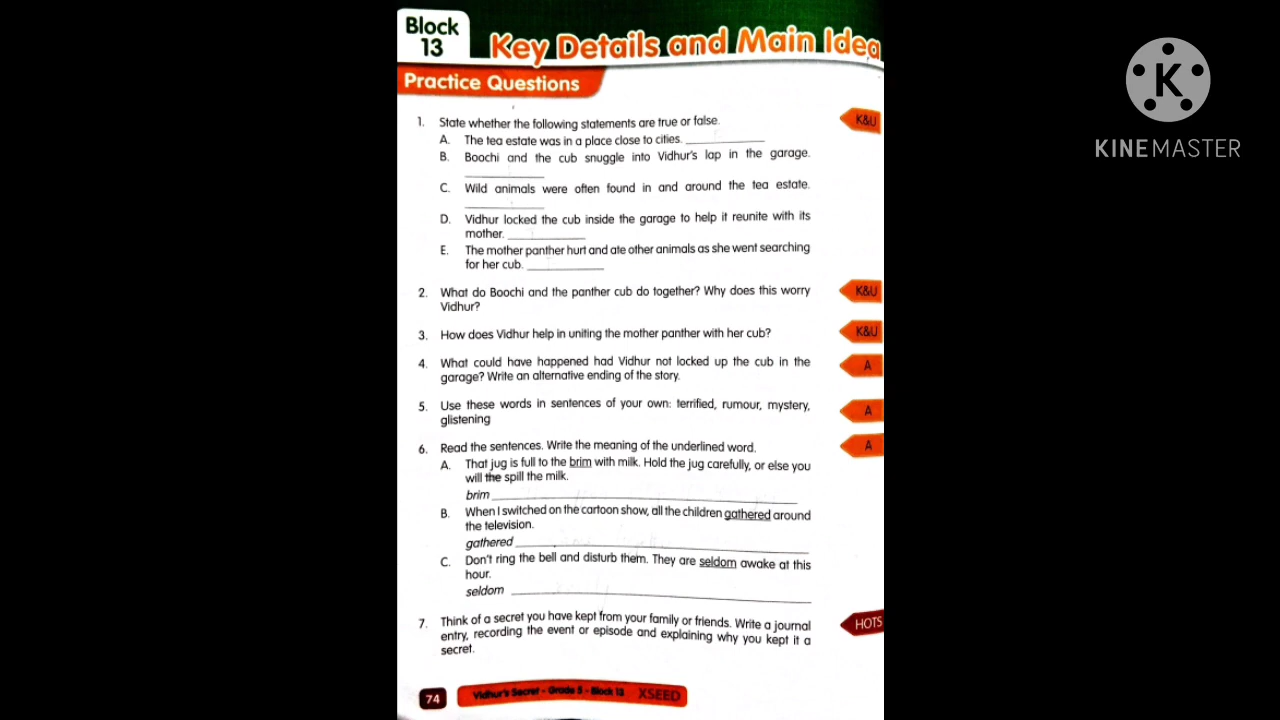 Block
13
Key Details and Main Idea
Practice Questions
K
KINEMASTER
1. State whether the following statements are true or false.
K&U
A. The tea estate was in a place close to cities.
B. Boochi and the cub snuggle into Vidhur's lap in the garage.
C. Wild animals were often found in and around the tea estate.
D. Vidhur locked the cub inside the garage to help it reunite with its
mother.
E. The mother panther hurt and ate other animals as she went searching
for her cub.
2. What do Boochi and the panther cub do together? Why does this worry
Vidhur?
K&U
3. How does Vidhur help in uniting the mother panther with her cub?
K&U
4. What could have happened had Vidhur not locked up the cub in the
garage? Write an alternative ending of the story.
A
5. Use these words in sentences of your own: terrified, rumour, mystery,
glistening
A
6. Read the sentences. Write the meaning of the underlined word.
A
A. That jug is full to the brim with milk. Hold the jug carefully, or else you
will the spill the milk.
brim
B. When I switched on the cartoon show, all the children gathered around
the television.
gathered
C. Don't ring the bell and disturb them. They are seldom awake at this
hour.
seldom
7. Think of a secret you have kept from your family or friends. Write a journal
entry, recording the event or episode and explaining why you kept it a
secret.
HOTS
74
Vidhur's Secret - Grade 5 - Block 13 XSEED